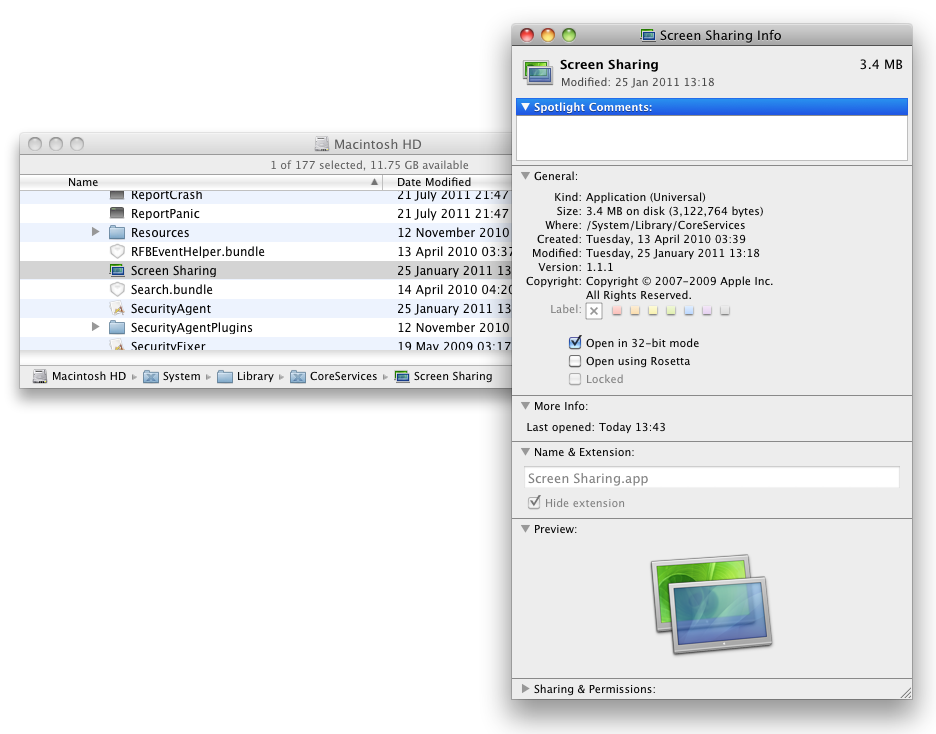 Macintosh HD
1 of 177 selected, 11.75 GB available
Name Date Modified
ReportCrash 21 July 2011 21:47
ReportPanic 21 July 2011 21:47
Resources 12 November 2010
RFBEventHelper.bundle 13 April 2010 03:37
Screen Sharing 25 January 2011 13
Search.bundle 14 April 2010 04:20
SecurityAgent 25 January 2011 13
SecurityAgentPlugins 12 November 2010
SecurityFixer 19 May 2009 03:17
Macintosh HD System Library CoreServices Screen Sharing
Screen Sharing Info
Screen Sharing 3.4 MB
Modified: 25 Jan 2011 13:18
Spotlight Comments:
General:
Kind: Application (Universal)
Size: 3.4 MB on disk (3,122,764 bytes)
Where: /System/Library/CoreServices
Created: Tuesday, 13 April 2010 03:39
Modified: Tuesday, 25 January 2011 13:18
Version: 1.1.1
Copyright: Copyright © 2007-2009 Apple Inc.
All Rights Reserved.
Label:
Open in 32-bit mode
Open using Rosetta
Locked
More Info:
Last opened: Today 13:43
Name & Extension:
Screen Sharing.app
Hide extension
Preview:
Sharing & Permissions: